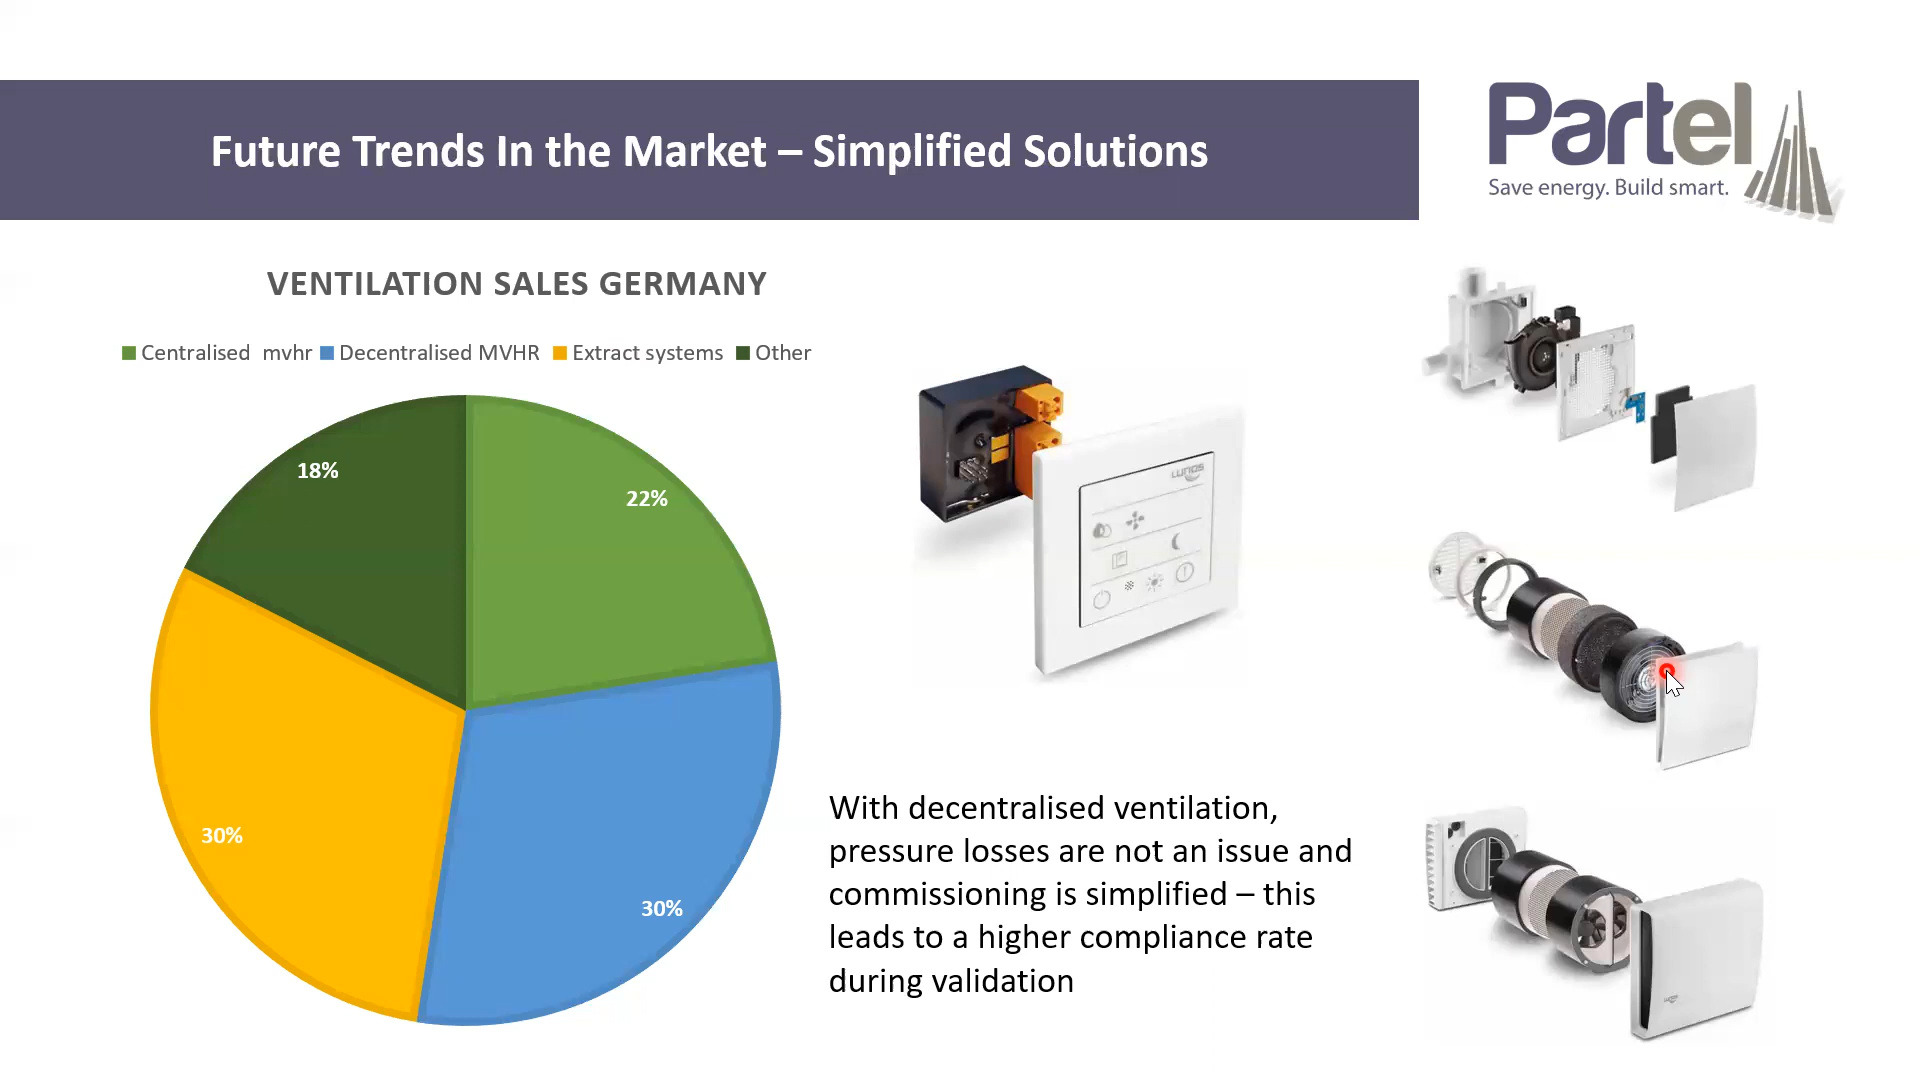 Future Trends In the Market – Simplified Solutions
Partel
Save energy. Build smart.
VENTILATION SALES GERMANY
Centralised mvhr Decentralised MVHR Extract systems Other
18%
22%
30%
30%
LUNOS
With decentralised ventilation,
pressure losses are not an issue and
commissioning is simplified – this
leads to a higher compliance rate
during validation
LUNOS